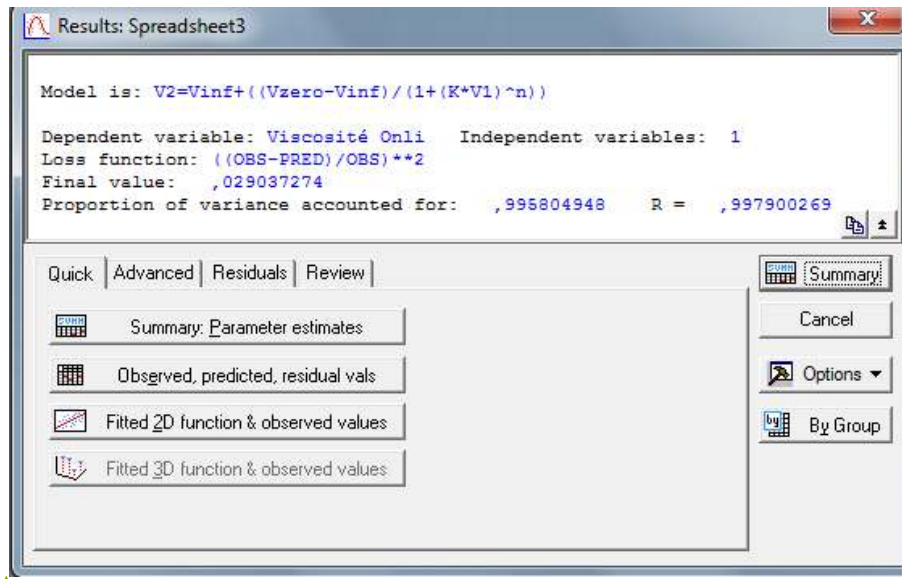 Results: Spreadsheet3
x
Model is: V2=Vinf+((Vzero-Vinf)/(1+(K*V1)^n))
Dependent variable: Viscosité Onli Independent variables: 1
Loss function: ((OBS-PRED)/OBS)**2
Final value: ,029037274
Proportion of variance accounted for: ,995804948 R = ,997900269
Quick Advanced Residuals Review
Summary
Summary: Parameter estimates
Cancel
Observed, predicted, residual vals
Options
Fitted 2D function & observed values
By Group
Fitted 3D function & observed values